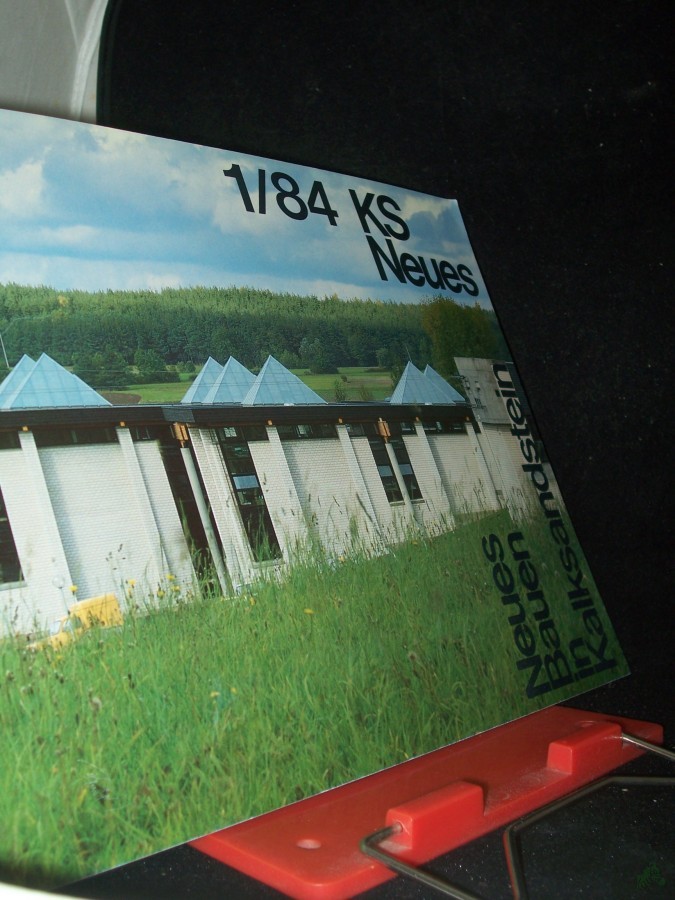 1/84 KS
Neues
Neues
Bauen
in
Kalksandstein